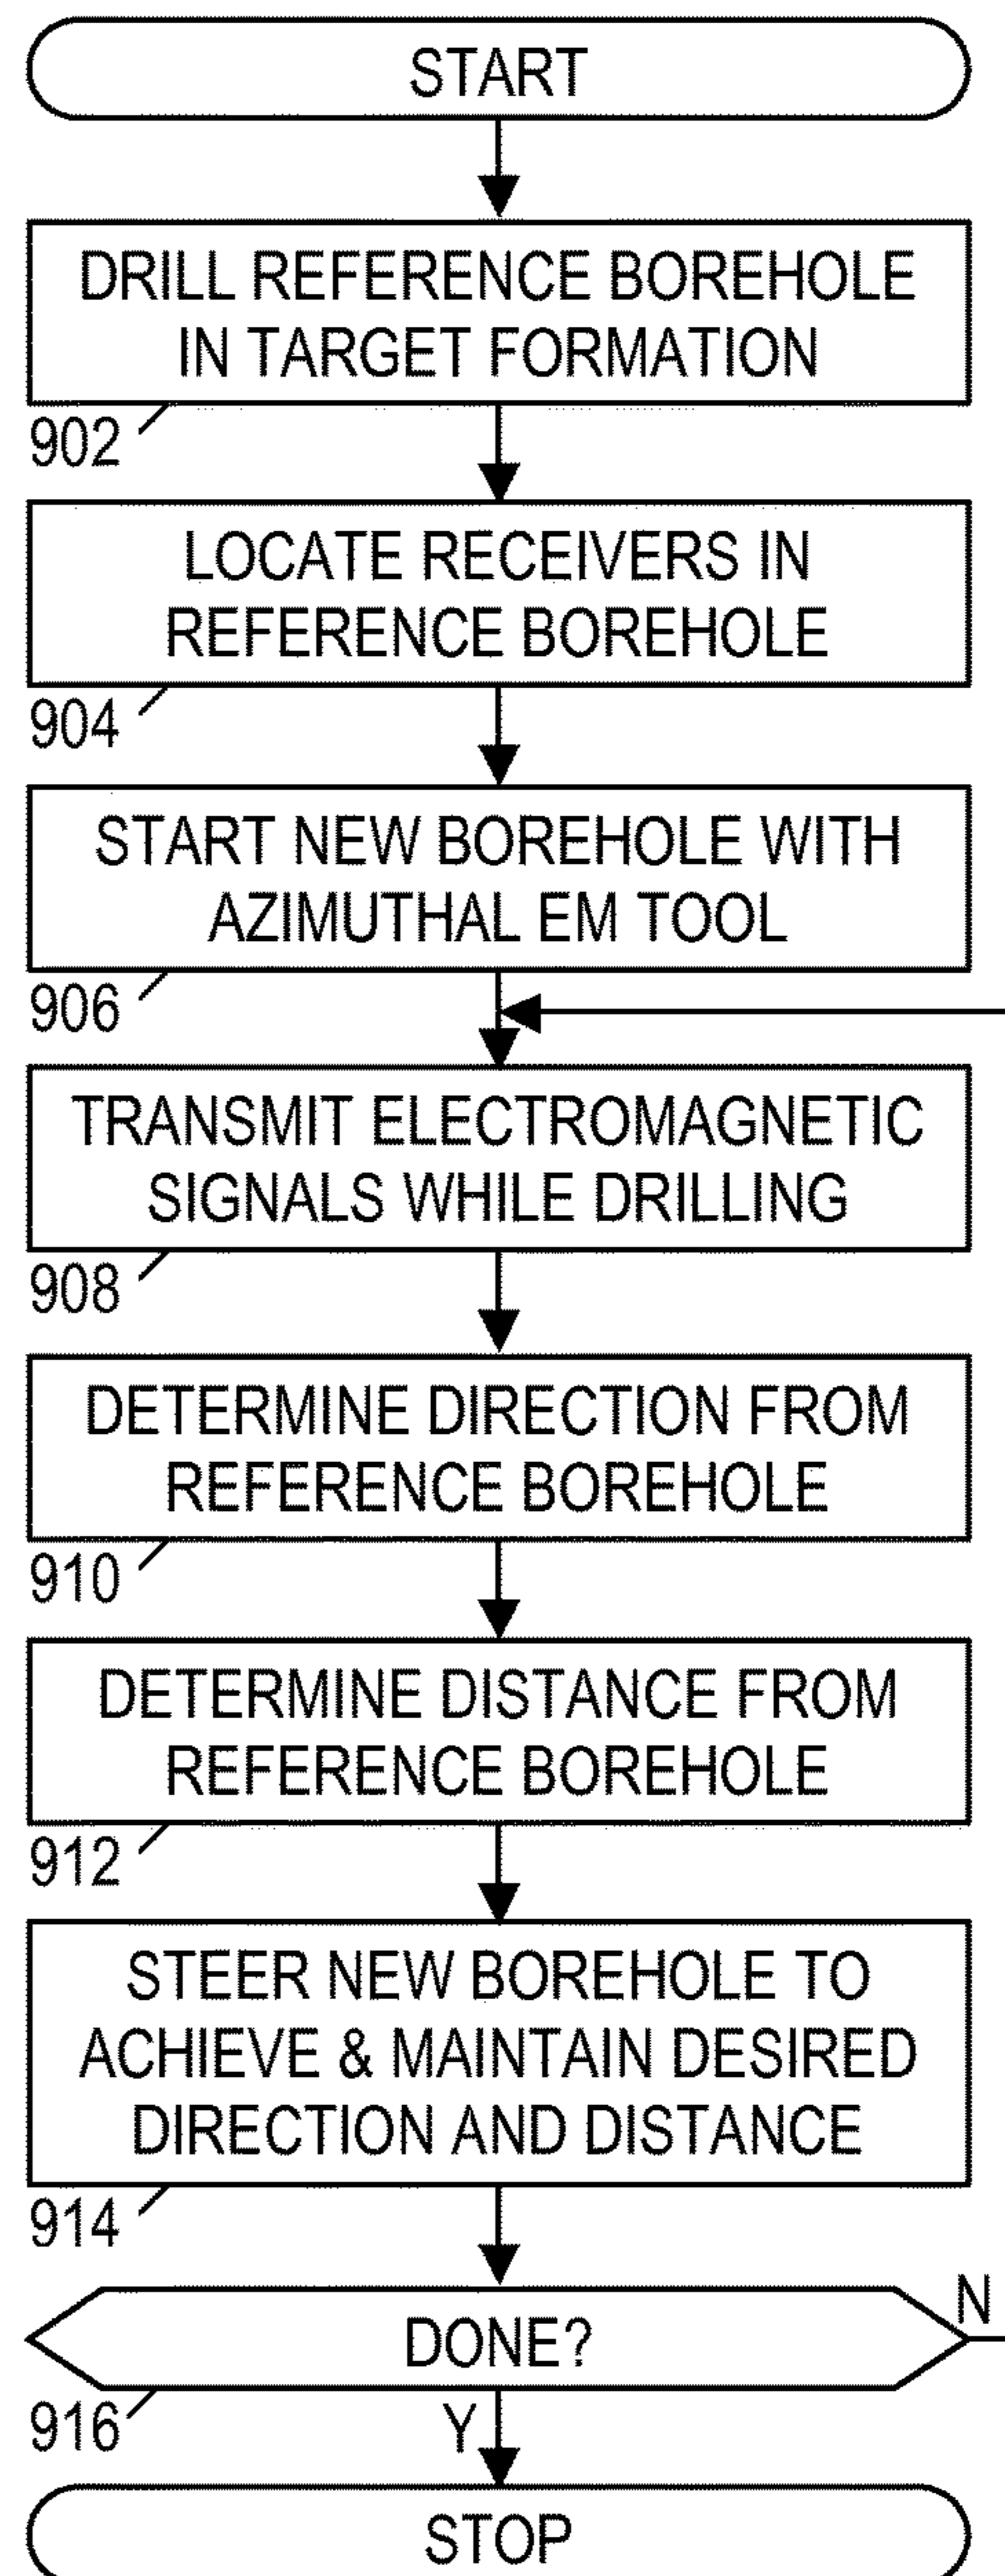 START
DRILL REFERENCE BOREHOLE
IN TARGET FORMATION
902
LOCATE RECEIVERS IN
REFERENCE BOREHOLE
904
START NEW BOREHOLE WITH
AZIMUTHAL EM TOOL
906
TRANSMIT ELECTROMAGNETIC
SIGNALS WHILE DRILLING
908
DETERMINE DIRECTION FROM
REFERENCE BOREHOLE
910
DETERMINE DISTANCE FROM
REFERENCE BOREHOLE
912
STEER NEW BOREHOLE TO
ACHIEVE & MAINTAIN DESIRED
DIRECTION AND DISTANCE
914
N
DONE?
916
Y
STOP